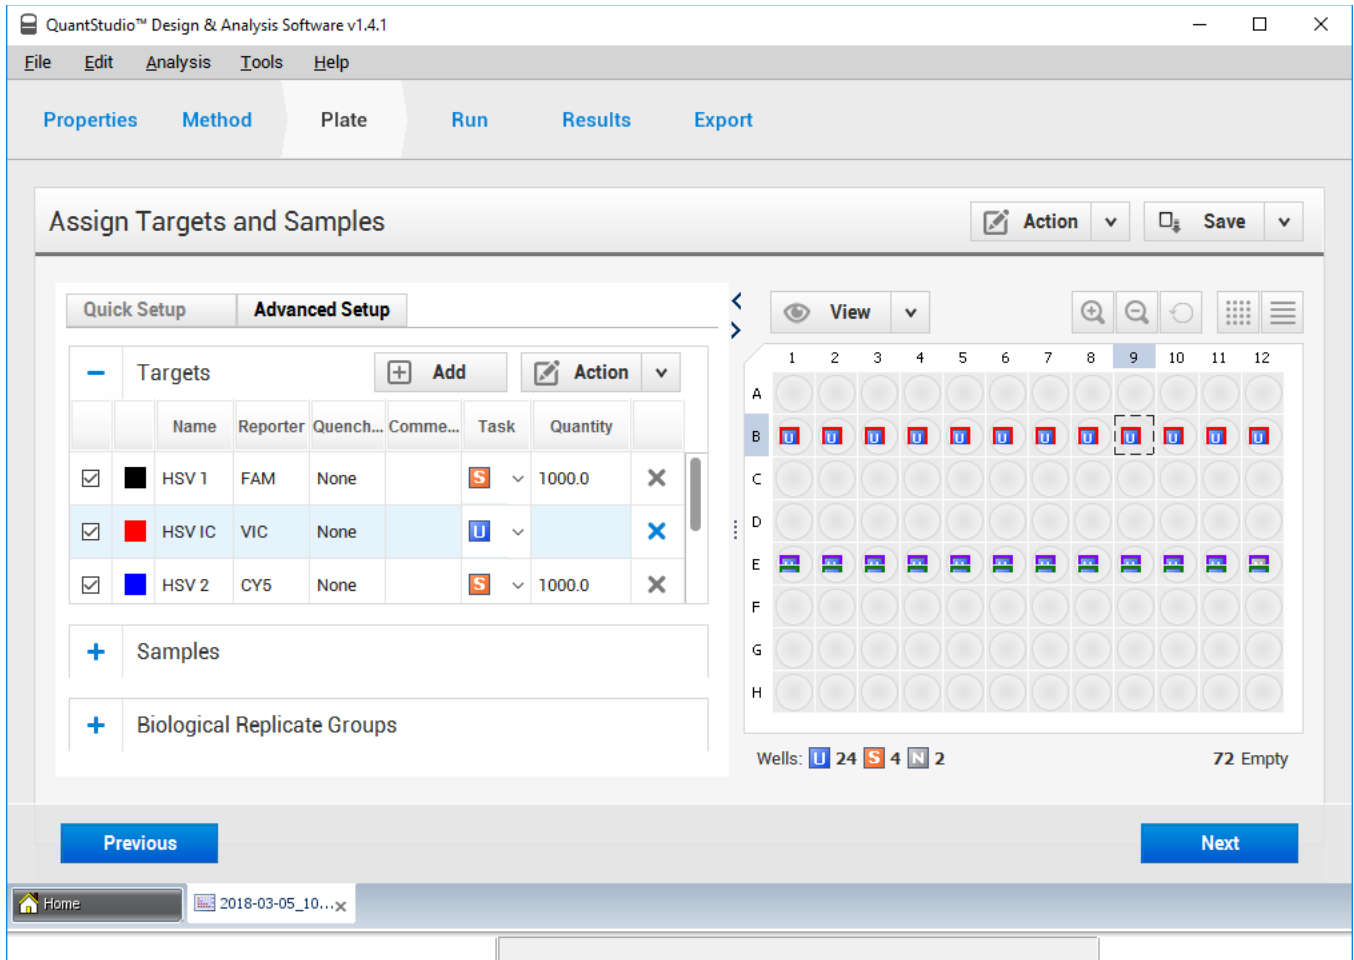 QuantStudio™ Design & Analysis Software v1.4.1
File Edit Analysis Tools Help
Properties Method Plate Run Results Export
Assign Targets and Samples
Action Save
Quick Setup Advanced Setup
View
Targets Add Action
Name Reporter Quench... Comme... Task Quantity
HSV 1 FAM None S 1000.0
HSV IC VIC None U
HSV 2 CY5 None S 1000.0
Samples
Biological Replicate Groups
1 2 3 4 5 6 7 8 9 10 11 12
A
B U U U U U U U U U U U U
C
D
E
F
G
H
Wells: U 24 S 4 N 2 72 Empty
Previous Next
Home 2018-03-05_10...